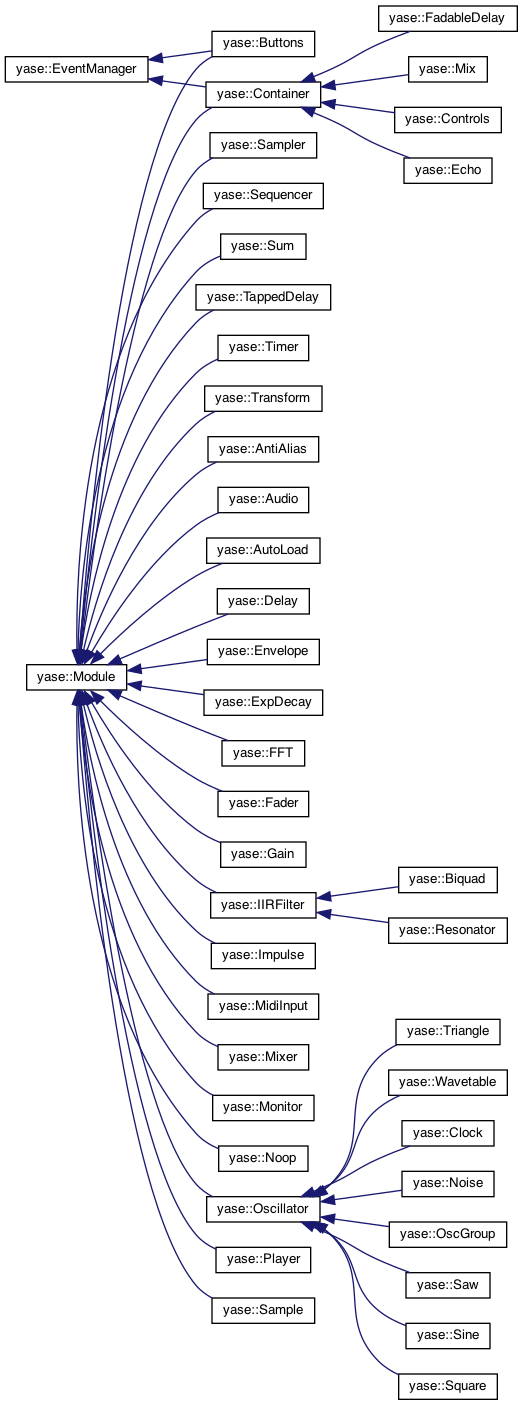 yase::FadableDelay
yase::Buttons
yase::EventManager
yase::Mix
yase::Container
yase::Controls
yase::Sampler
yase::Echo
yase::Sequencer
yase::Sum
yase::TappedDelay
yase::Timer
yase::Transform
yase::AntiAlias
yase::Audio
yase::AutoLoad
yase::Delay
yase::Envelope
yase::Module
yase::ExpDecay
yase::FFT
yase::Fader
yase::Gain
yase::Biquad
yase::IIRFilter
yase::Resonator
yase::Impulse
yase::MidiInput
yase::Triangle
yase::Mixer
yase::Wavetable
yase::Monitor
yase::Clock
yase::Noop
yase::Noise
yase::Oscillator
yase::OscGroup
yase::Player
yase::Saw
yase::Sample
yase::Sine
yase::Square